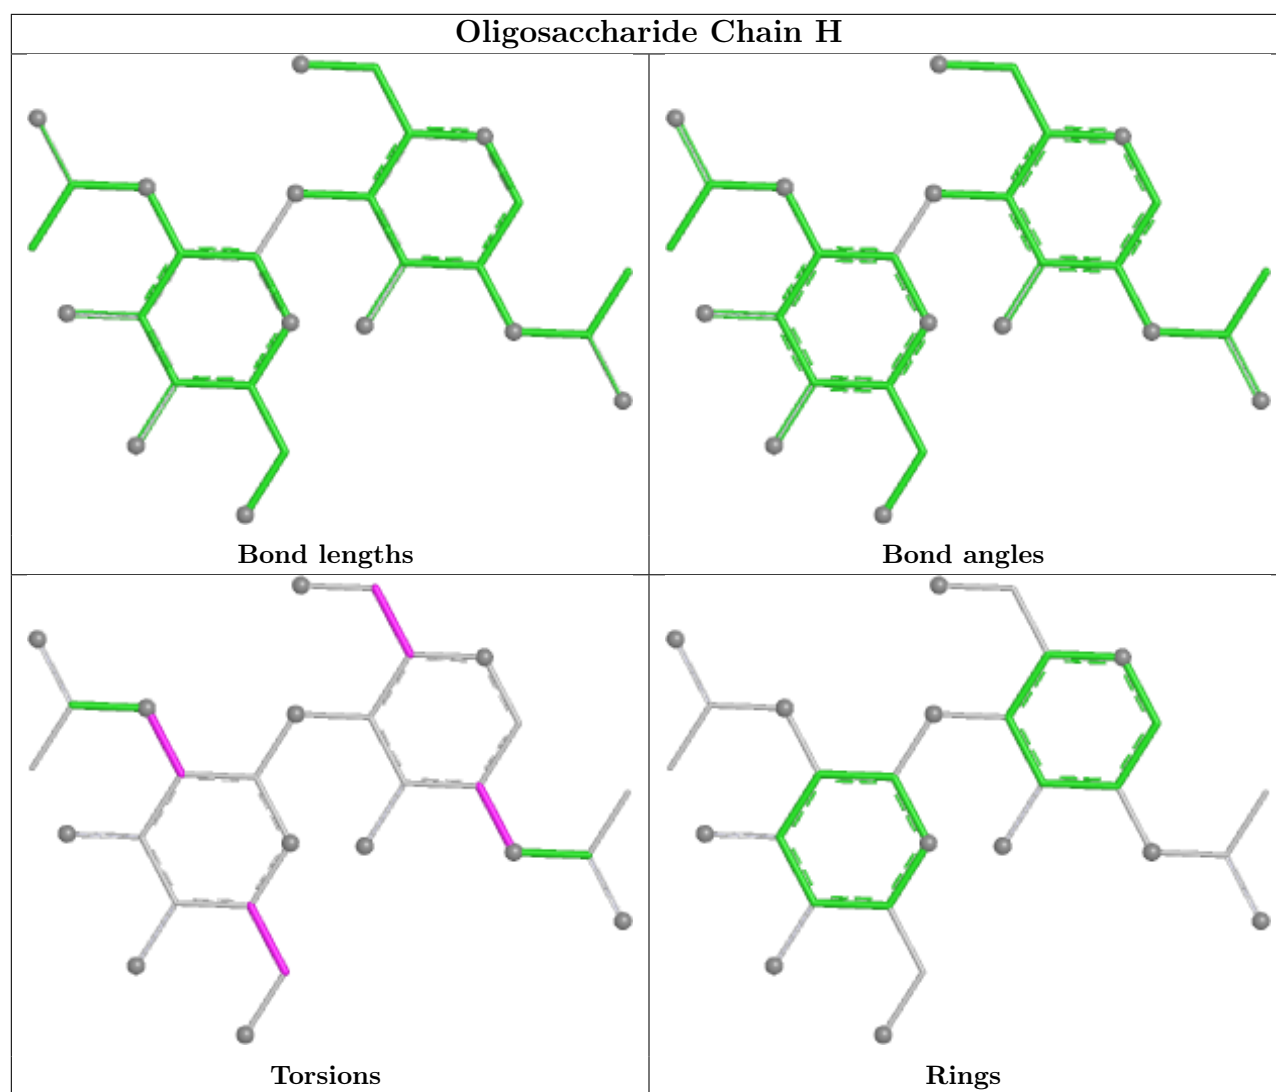 Oligosaccharide Chain H
Bond lengths
Bond angles
Torsions
Rings